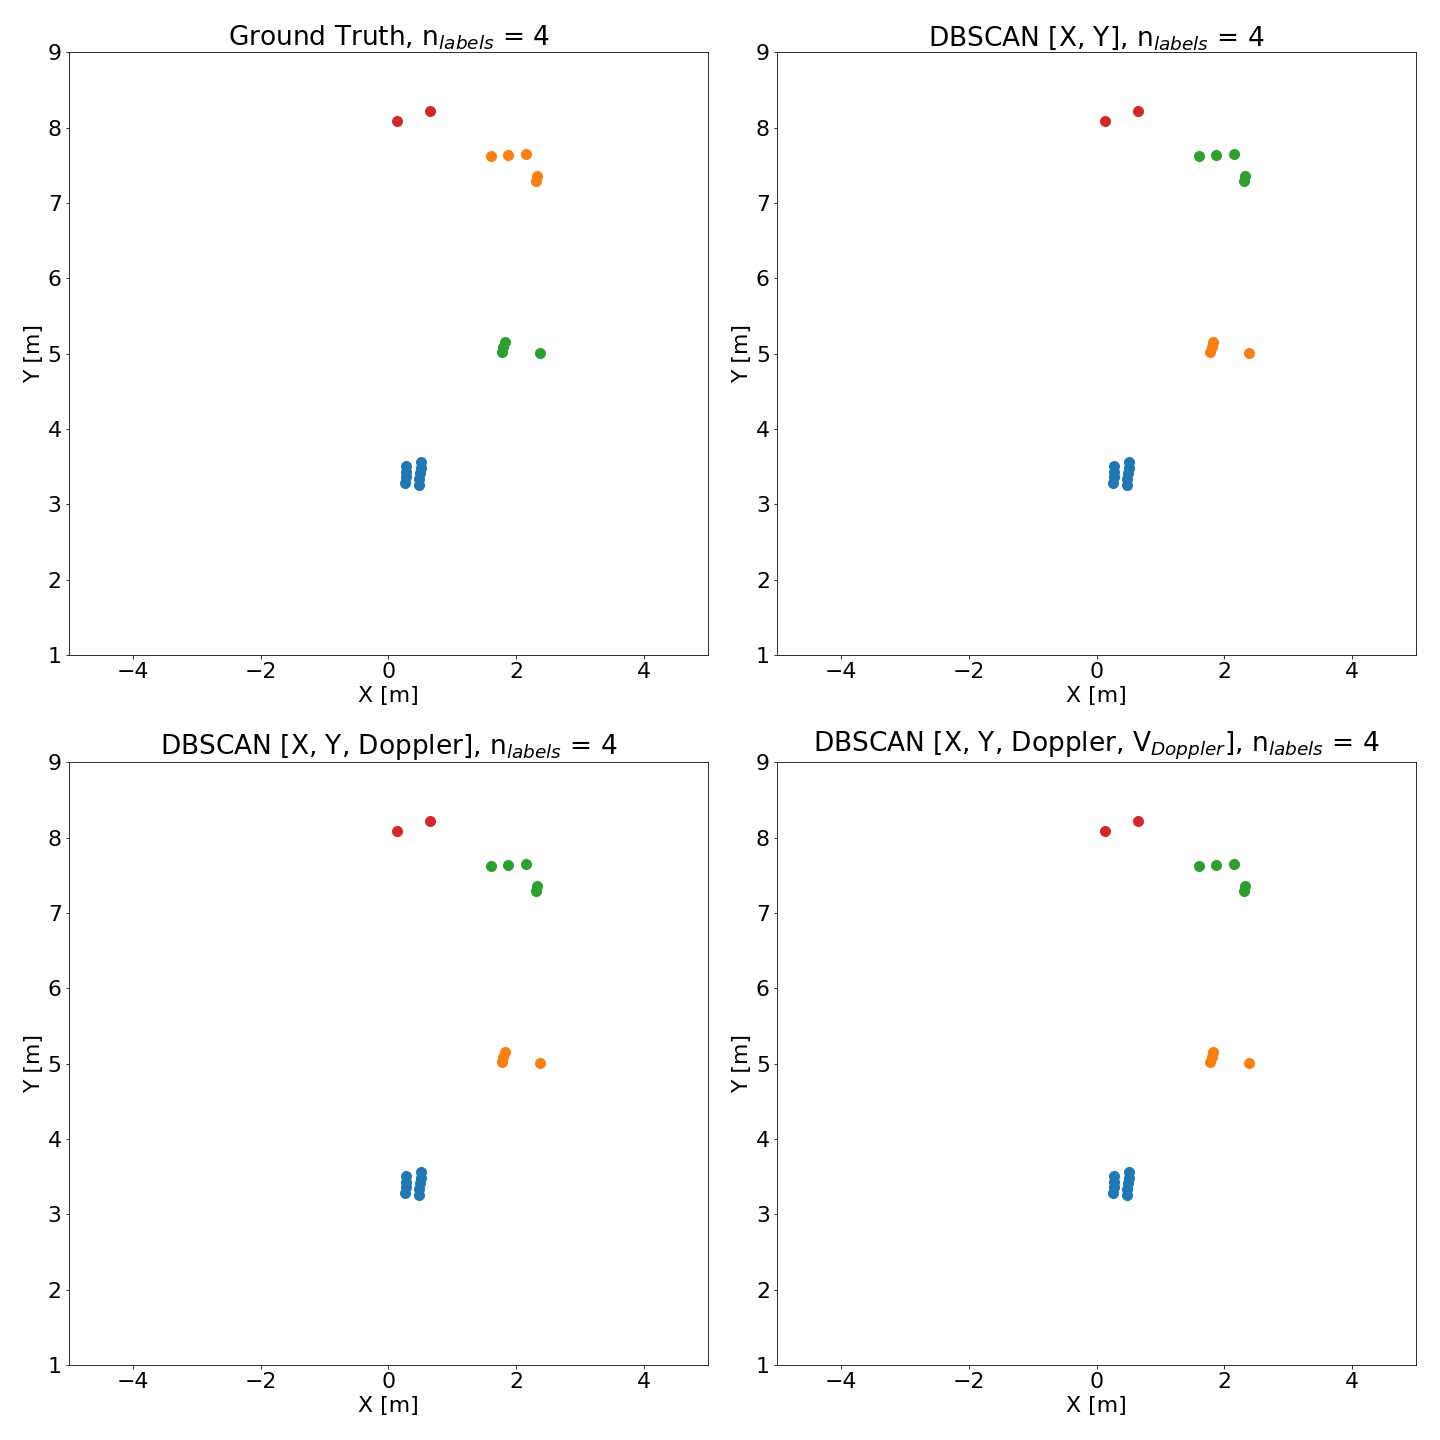 Ground Truth, n_labels = 4
9
8
7
6
5
4
3
2
1
Y [m]
−4 −2 0 2 4
X [m]
DBSCAN [X, Y], n_labels = 4
9
8
7
6
5
4
3
2
1
Y [m]
−4 −2 0 2 4
X [m]
DBSCAN [X, Y, Doppler], n_labels = 4
9
8
7
6
5
4
3
2
1
Y [m]
−4 −2 0 2 4
X [m]
DBSCAN [X, Y, Doppler, V_Doppler], n_labels = 4
9
8
7
6
5
4
3
2
1
Y [m]
−4 −2 0 2 4
X [m]